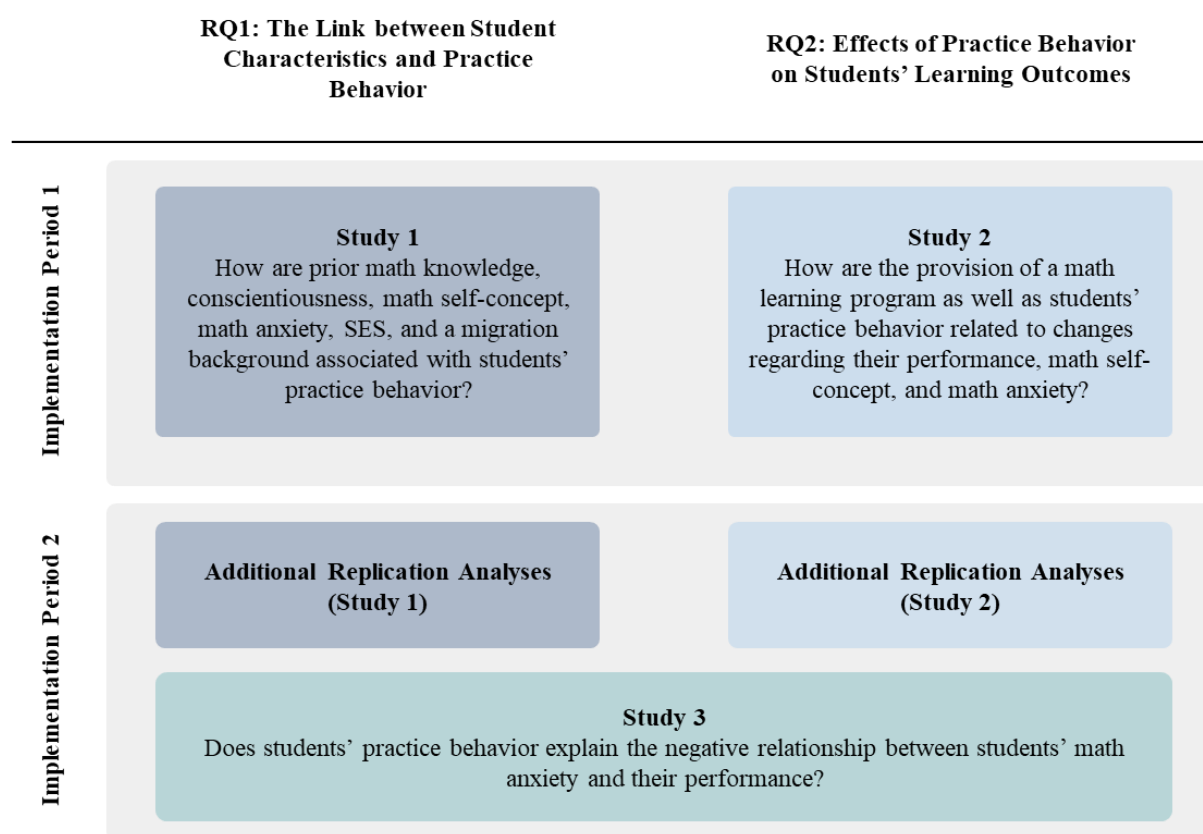 RQ1: The Link between Student
Characteristics and Practice
Behavior
RQ2: Effects of Practice Behavior
on Students’ Learning Outcomes
Implementation Period 1
Study 1
How are prior math knowledge,
conscientiousness, math self-concept,
math anxiety, SES, and a migration
background associated with students’
practice behavior?
Study 2
How are the provision of a math
learning program as well as students’
practice behavior related to changes
regarding their performance, math self-
concept, and math anxiety?
Implementation Period 2
Additional Replication Analyses
(Study 1)
Additional Replication Analyses
(Study 2)
Study 3
Does students’ practice behavior explain the negative relationship between students’ math
anxiety and their performance?